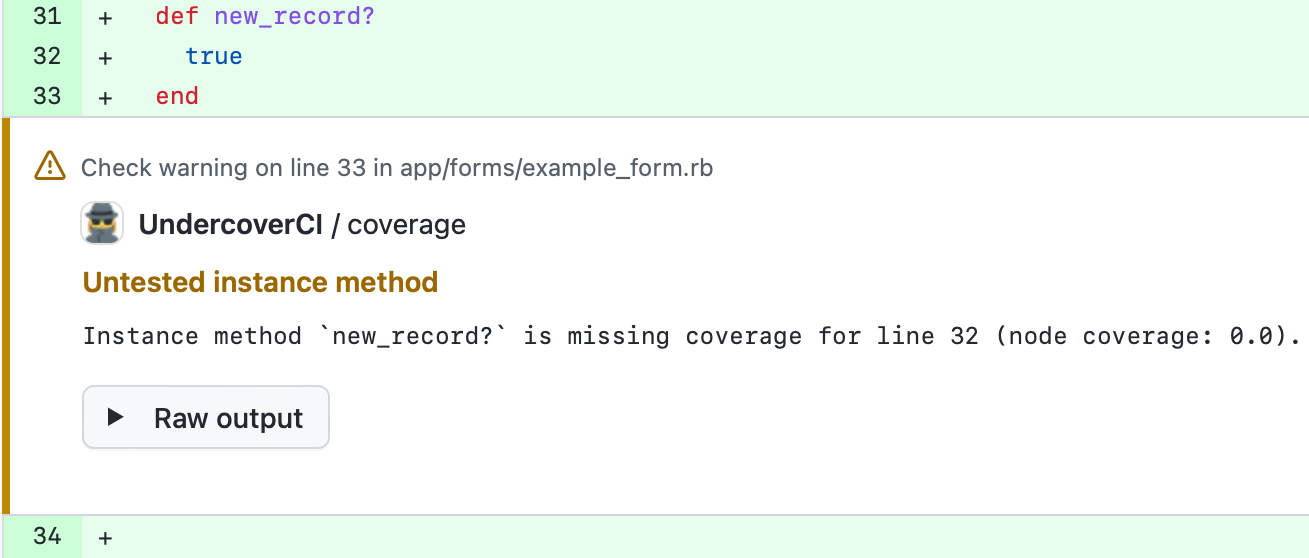 31 + def new_record?
32 + true
33 + end
Check warning on line 33 in app/forms/example_form.rb
UndercoverCI / coverage
Untested instance method
Instance method `new_record?` is missing coverage for line 32 (node coverage: 0.0).
Raw output
34 +